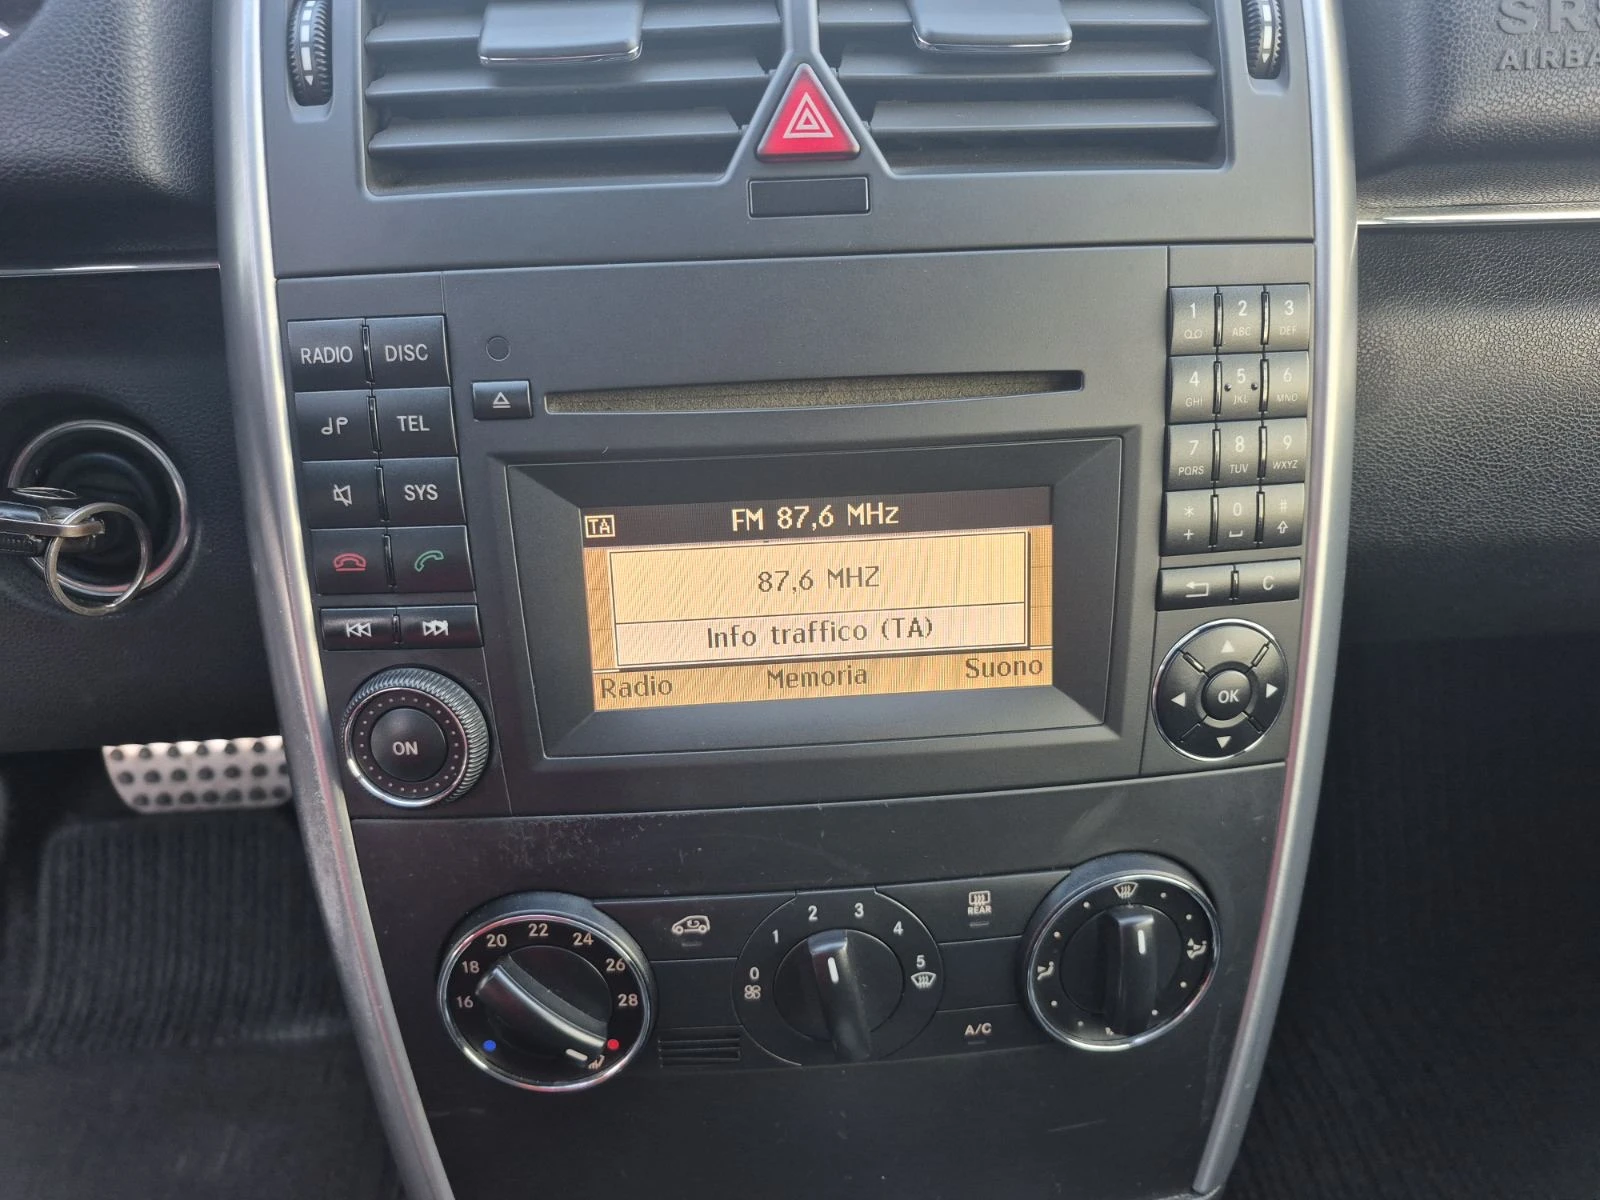 SRS
AIRBA
RADIO DISC
TEL
SYS
ON
TA FM 87,6 MHz
87,6 MHZ
Info traffico (TA)
Radio Memoria Suono
1 2 ABC 3 DEF
4 GHI 5 JKL 6 MNO
7 PQRS 8 TUV 9 WXYZ
* + 0 #
C
OK
16 18 20 22 24 26 28
0 1 2 3 4 5
REAR
A/C